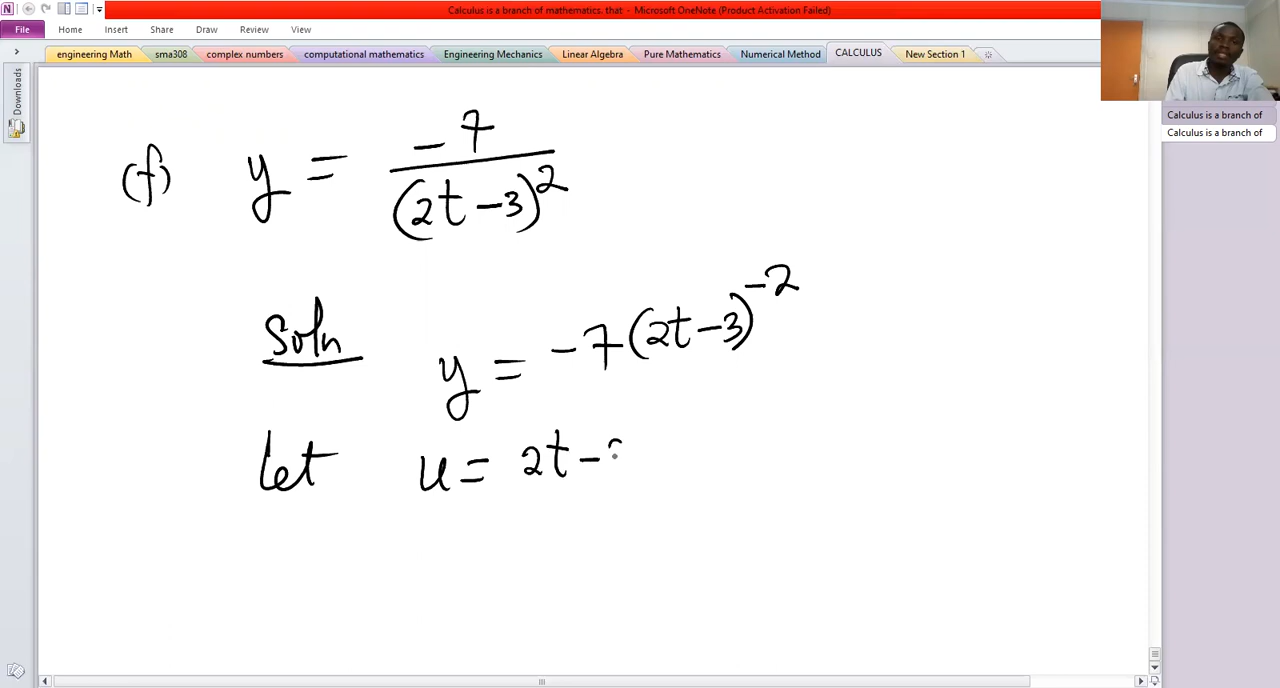 Calculus is a branch of mathematics. that - Microsoft OneNote (Product Activation Failed)
File Home Insert Share Draw Review View
engineering Math sma308 complex numbers computational mathematics Engineering Mechanics Linear Algebra Pure Mathematics Numerical Method CALCULUS New Section 1
Downloads
Calculus is a branch of
Calculus is a branch of
(f) y = -7/(2t-3)^2
Soln y = -7(2t-3)^-2
Let u = 2t-